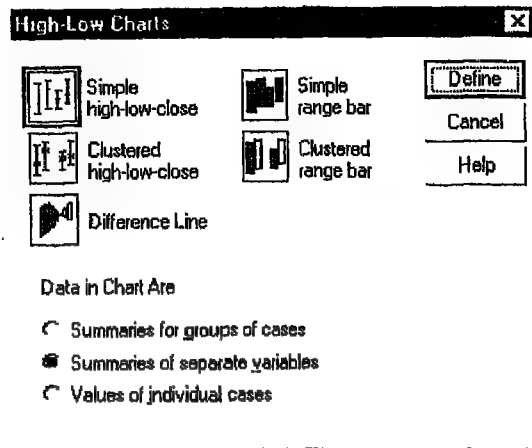 High-Low Charts
Simple
high-low-close
Simple
range bar
Define
Cancel
Clustered
high-low-close
Clustered
range bar
Help
Difference Line
Data in Chart Are
Summaries for groups of cases
Summaries of separate variables
Values of individual cases